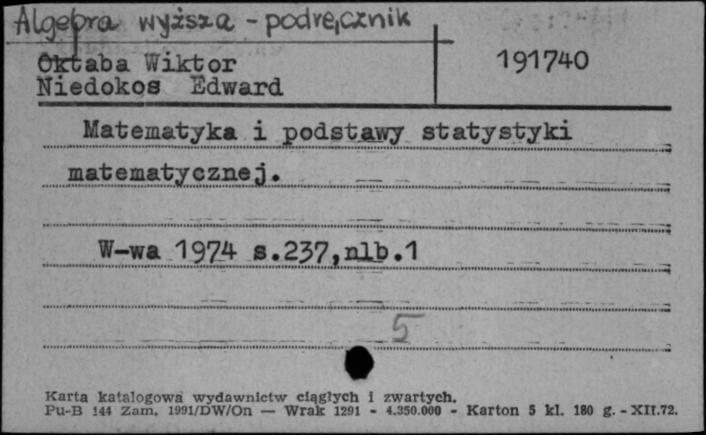 Algebra wyższa - podręcznik
Oktaba Wiktor 191740
Niedokos Edward
Matematyka i podstawy statystyki
matematycznej.
W-wa 1974 s.237,nlb.1
5
Karta katalogowa wydawnictw ciągłych i zwartych.
Pu-B 144 Zam. 1991/DW/On — Wrak 1291 - 4.350.000 - Karton 5 kl. 180 g. - XII.72.